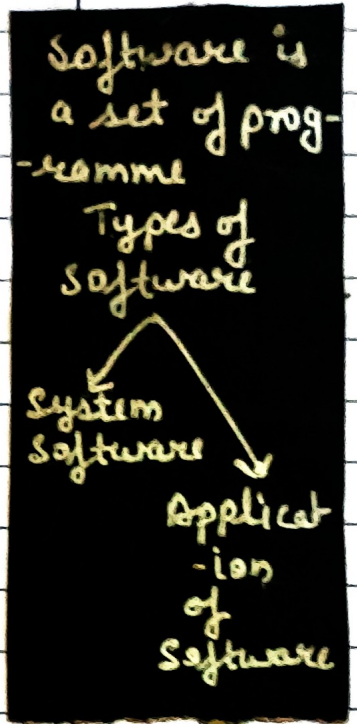 Software is
a set of prog-
-ramme
Types of
Software
System
Software
Applicat
-ion
of
Software